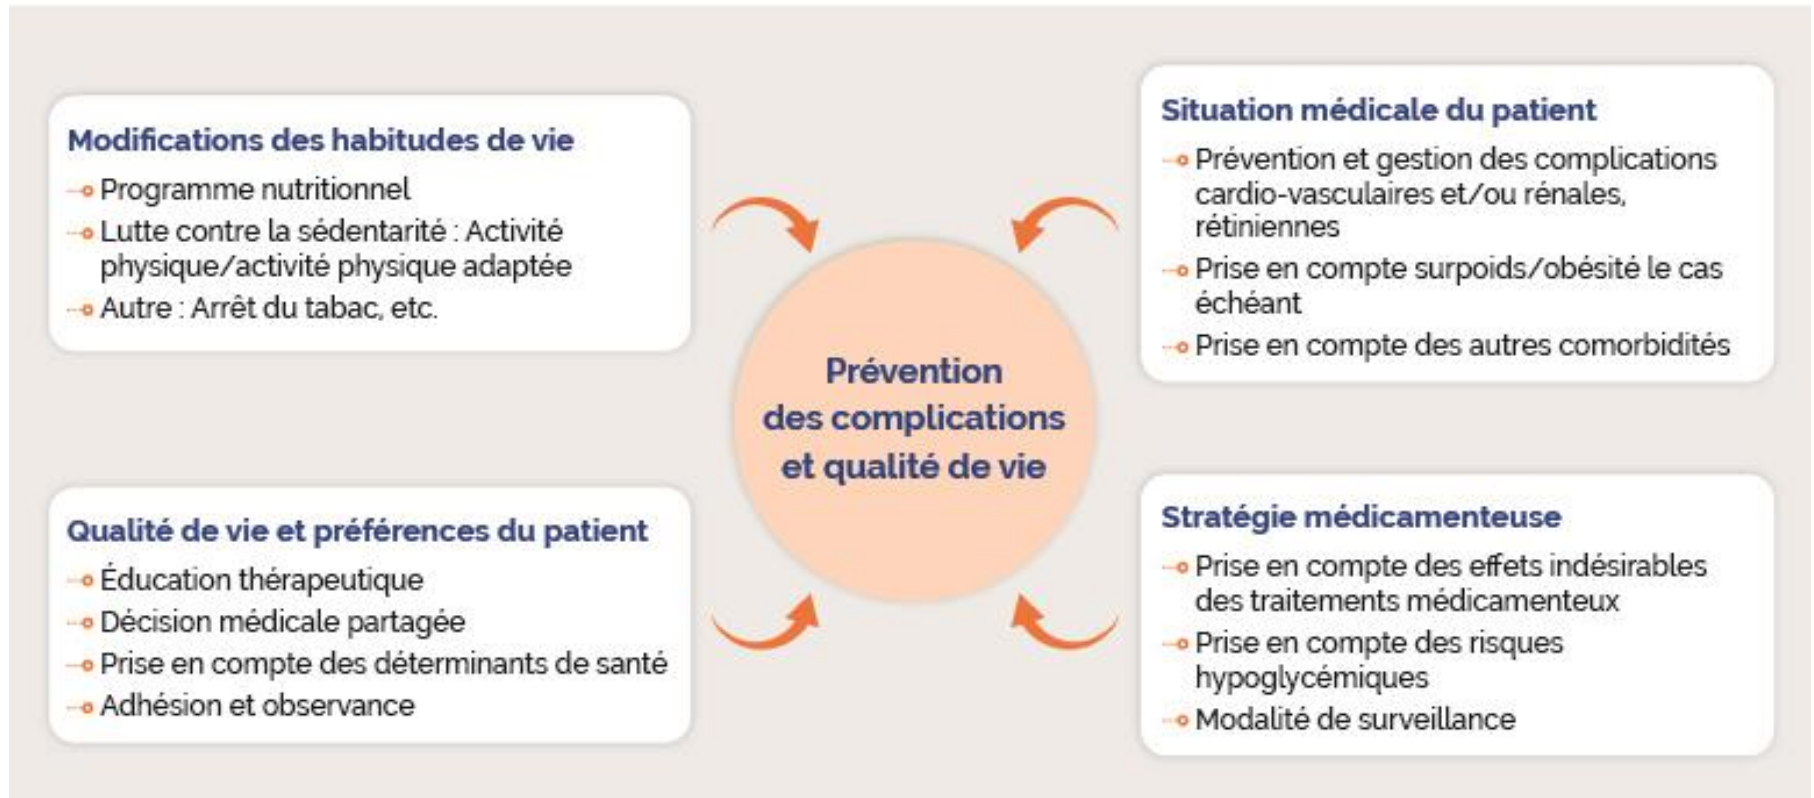 Modifications des habitudes de vie
Programme nutritionnel
Lutte contre la sédentarité : Activité
physique/activité physique adaptée
Autre : Arrêt du tabac, etc.
Situation médicale du patient
Prévention et gestion des complications
cardio-vasculaires et/ou rénales,
rétiniennes
Prise en compte surpoids/obésité le cas
échéant
Prise en compte des autres comorbidités
Prévention
des complications
et qualité de vie
Qualité de vie et préférences du patient
Éducation thérapeutique
Décision médicale partagée
Prise en compte des déterminants de santé
Adhésion et observance
Stratégie médicamenteuse
Prise en compte des effets indésirables
des traitements médicamenteux
Prise en compte des risques
hypoglycémiques
Modalité de surveillance